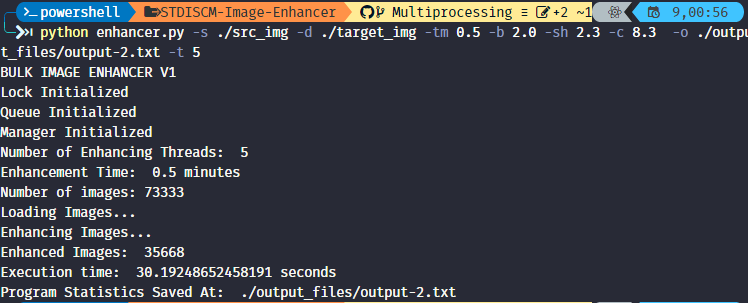 powershell STDISCM-Image-Enhancer Multiprocessing ≡ +2 ~1 9,00:56
python enhancer.py -s ./src_img -d ./target_img -tm 0.5 -b 2.0 -sh 2.3 -c 8.3  -o ./outpu
t_files/output-2.txt -t 5
BULK IMAGE ENHANCER V1
Lock Initialized
Queue Initialized
Manager Initialized
Number of Enhancing Threads:  5
Enhancement Time:  0.5 minutes
Number of images: 73333
Loading Images...
Enhancing Images...
Enhanced Images:  35668
Execution time:  30.19248652458191 seconds
Program Statistics Saved At:  ./output_files/output-2.txt